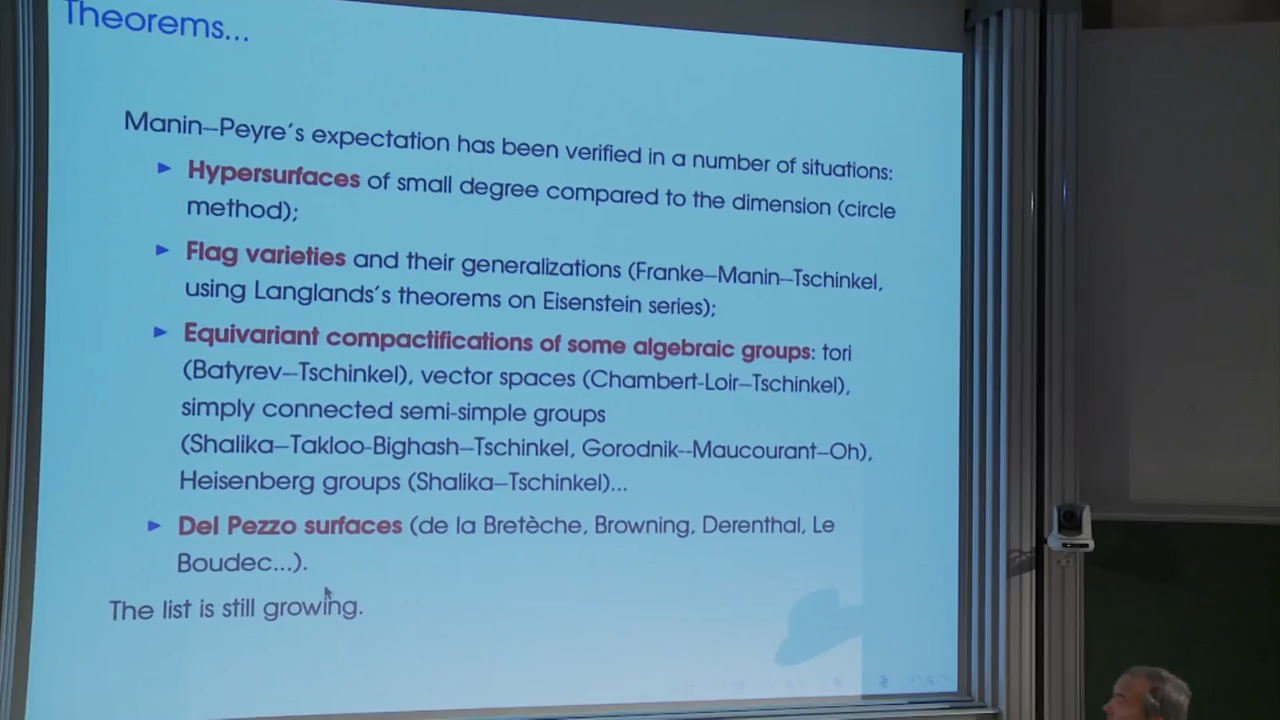 Theorems...
Manin–Peyre's expectation has been verified in a number of situations:
► Hypersurfaces of small degree compared to the dimension (circle
method);
► Flag varieties and their generalizations (Franke–Manin–Tschinkel,
using Langlands's theorems on Eisenstein series);
► Equivariant compactifications of some algebraic groups: tori
(Batyrev–Tschinkel), vector spaces (Chambert-Loir–Tschinkel),
simply connected semi-simple groups
(Shalika–Takloo-Bighash–Tschinkel, Gorodnik–Maucourant–Oh),
Heisenberg groups (Shalika–Tschinkel)...
► Del Pezzo surfaces (de la Bretèche, Browning, Derenthal, Le
Boudec...).
The list is still growing.